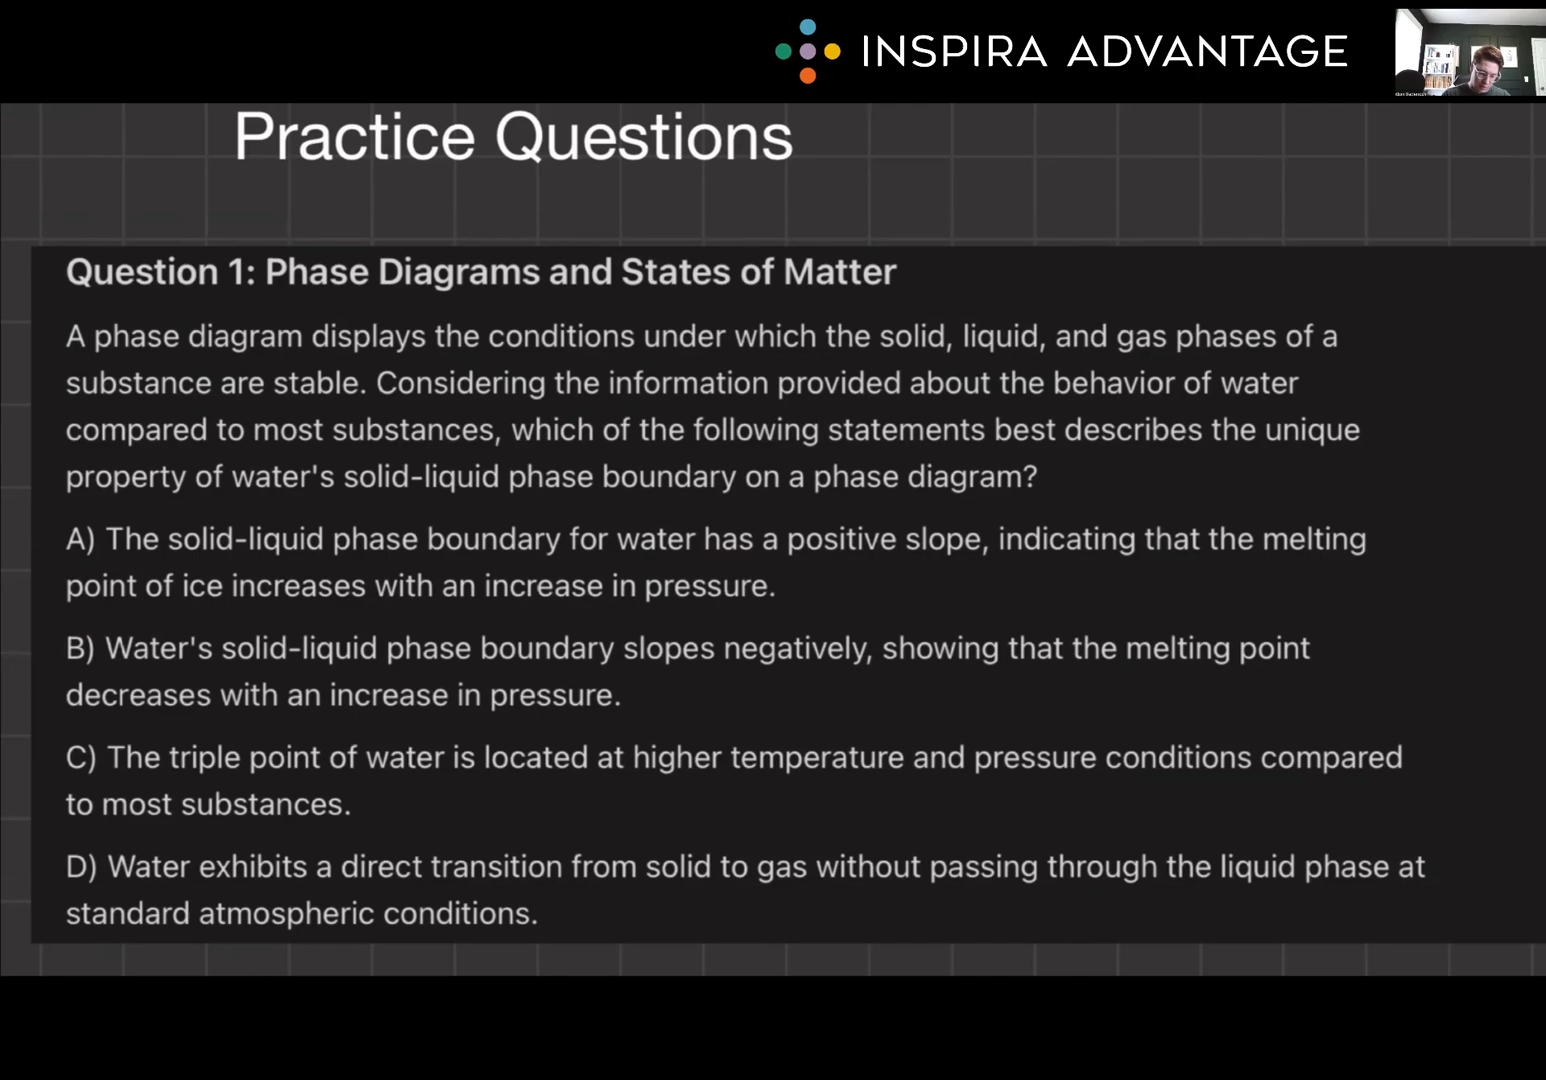 INSPIRA ADVANTAGE
Practice Questions
Question 1: Phase Diagrams and States of Matter
A phase diagram displays the conditions under which the solid, liquid, and gas phases of a
substance are stable. Considering the information provided about the behavior of water
compared to most substances, which of the following statements best describes the unique
property of water's solid-liquid phase boundary on a phase diagram?
A) The solid-liquid phase boundary for water has a positive slope, indicating that the melting
point of ice increases with an increase in pressure.
B) Water's solid-liquid phase boundary slopes negatively, showing that the melting point
decreases with an increase in pressure.
C) The triple point of water is located at higher temperature and pressure conditions compared
to most substances.
D) Water exhibits a direct transition from solid to gas without passing through the liquid phase at
standard atmospheric conditions.